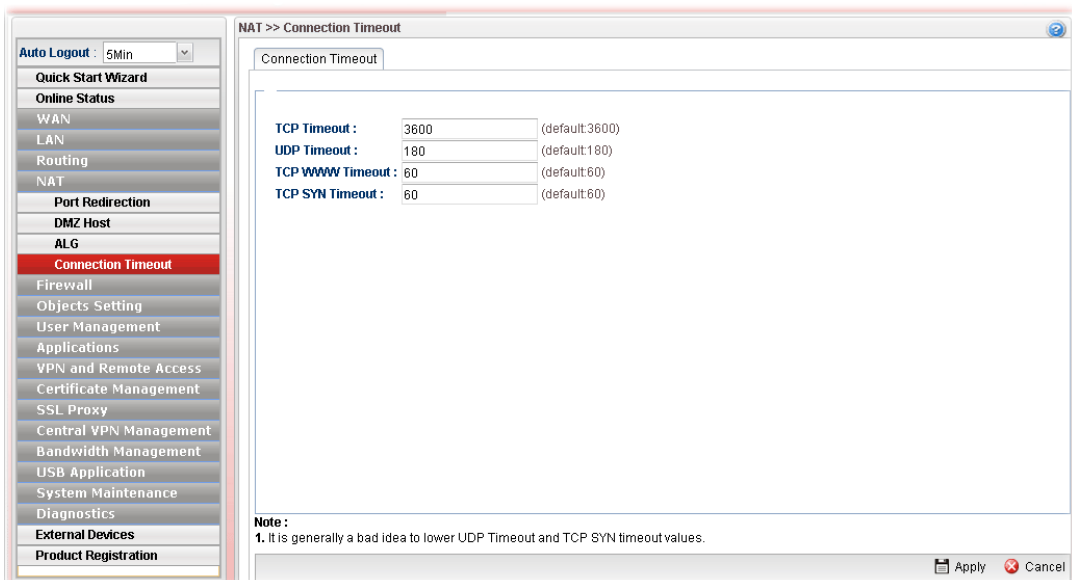 Auto Logout : 5Min
Quick Start Wizard
Online Status
WAN
LAN
Routing
NAT
Port Redirection
DMZ Host
ALG
Connection Timeout
Firewall
Objects Setting
User Management
Applications
VPN and Remote Access
Certificate Management
SSL Proxy
Central VPN Management
Bandwidth Management
USB Application
System Maintenance
Diagnostics
External Devices
Product Registration
NAT >> Connection Timeout
?
Connection Timeout
TCP Timeout : 3600 (default:3600)
UDP Timeout : 180 (default:180)
TCP WWW Timeout : 60 (default:60)
TCP SYN Timeout : 60 (default:60)
Note :
1. It is generally a bad idea to lower UDP Timeout and TCP SYN timeout values.
Apply Cancel